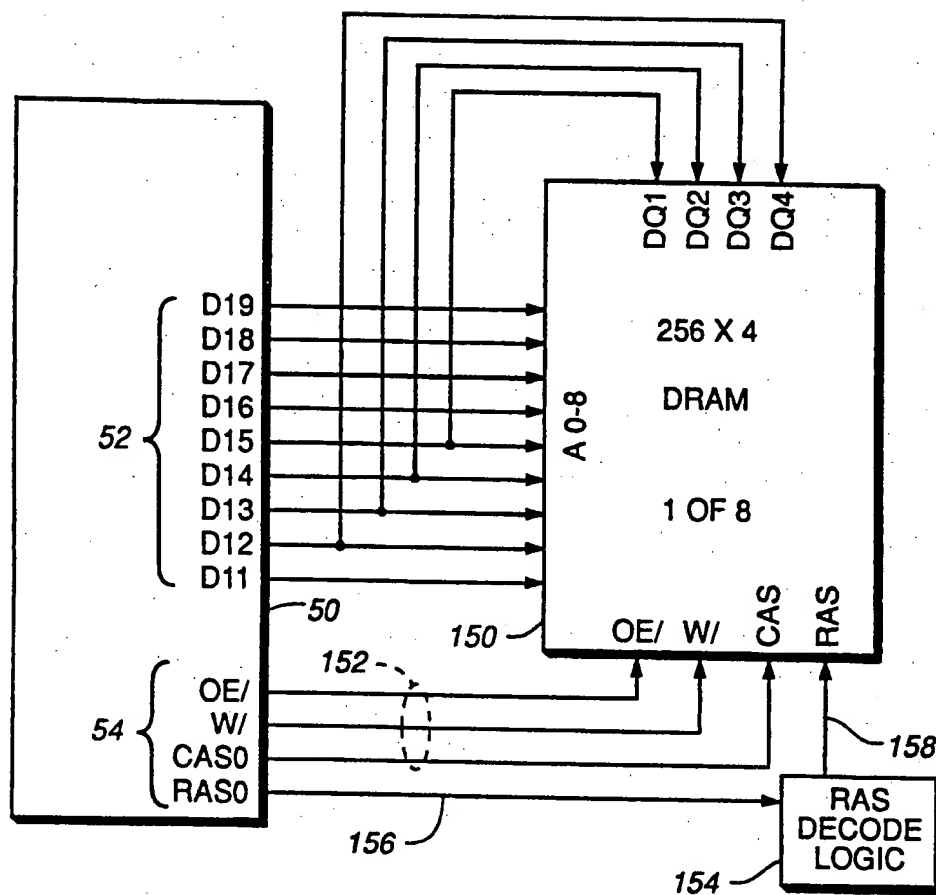 DQ1
DQ2
DQ3
DQ4
D19
D18
D17
D16
D15
D14
D13
D12
D11
52
256 X 4
DRAM
1 OF 8
A 0-8
50
150
OE/ W/ CAS RAS
152
54
OE/
W/
CAS0
RAS0
156
158
RAS
DECODE
LOGIC
154